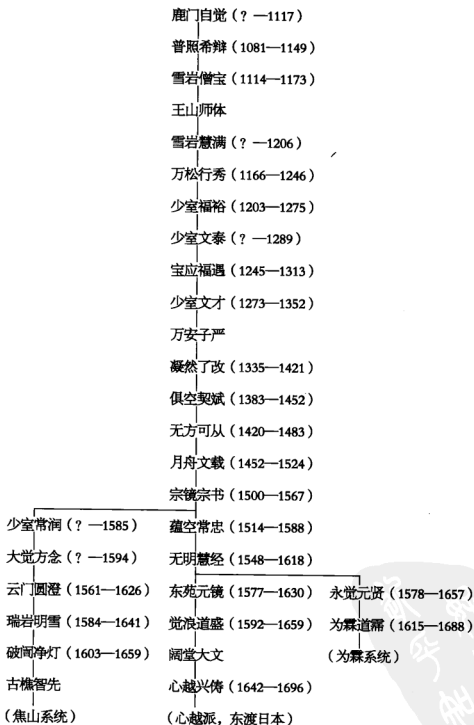 鹿门自觉（？—1117）
普照希辩（1081—1149）
雪岩僧宝（1114—1173）
王山师体
雪岩慧满（？—1206）
万松行秀（1166—1246）
少室福裕（1203—1275）
少室文泰（？—1289）
宝应福遇（1245—1313）
少室文才（1273—1352）
万安子严
凝然了改（1335—1421）
俱空契斌（1383—1452）
无方可从（1420—1483）
月舟文载（1452—1524）
宗镜宗书（1500—1567）
少室常润（？—1585） 蕴空常忠（1514—1588）
大觉方念（？—1594） 无明慧经（1548—1618）
云门圆澄（1561—1626） 东苑元镜（1577—1630） 永觉元贤（1578—1657）
瑞岩明雪（1584—1641） 觉浪道盛（1592—1659） 为霖道霈（1615—1688）
破闇净灯（1603—1659） 阔堂大文 （为霖系统）
古樵智先 心越兴俦（1642—1696）
（焦山系统） （心越派，东渡日本）